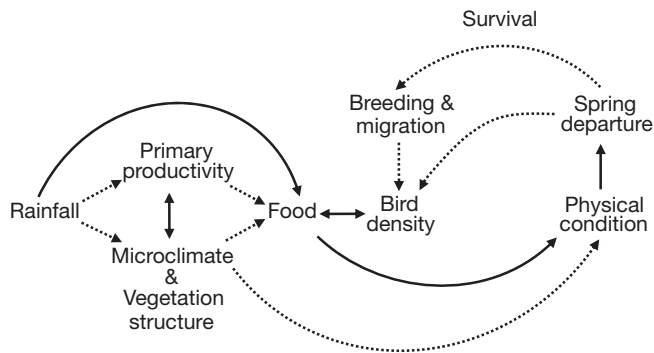 Survival
Breeding &
migration
Spring
departure
Primary
productivity
Rainfall
Food
Bird
density
Physical
condition
Microclimate
&
Vegetation
structure